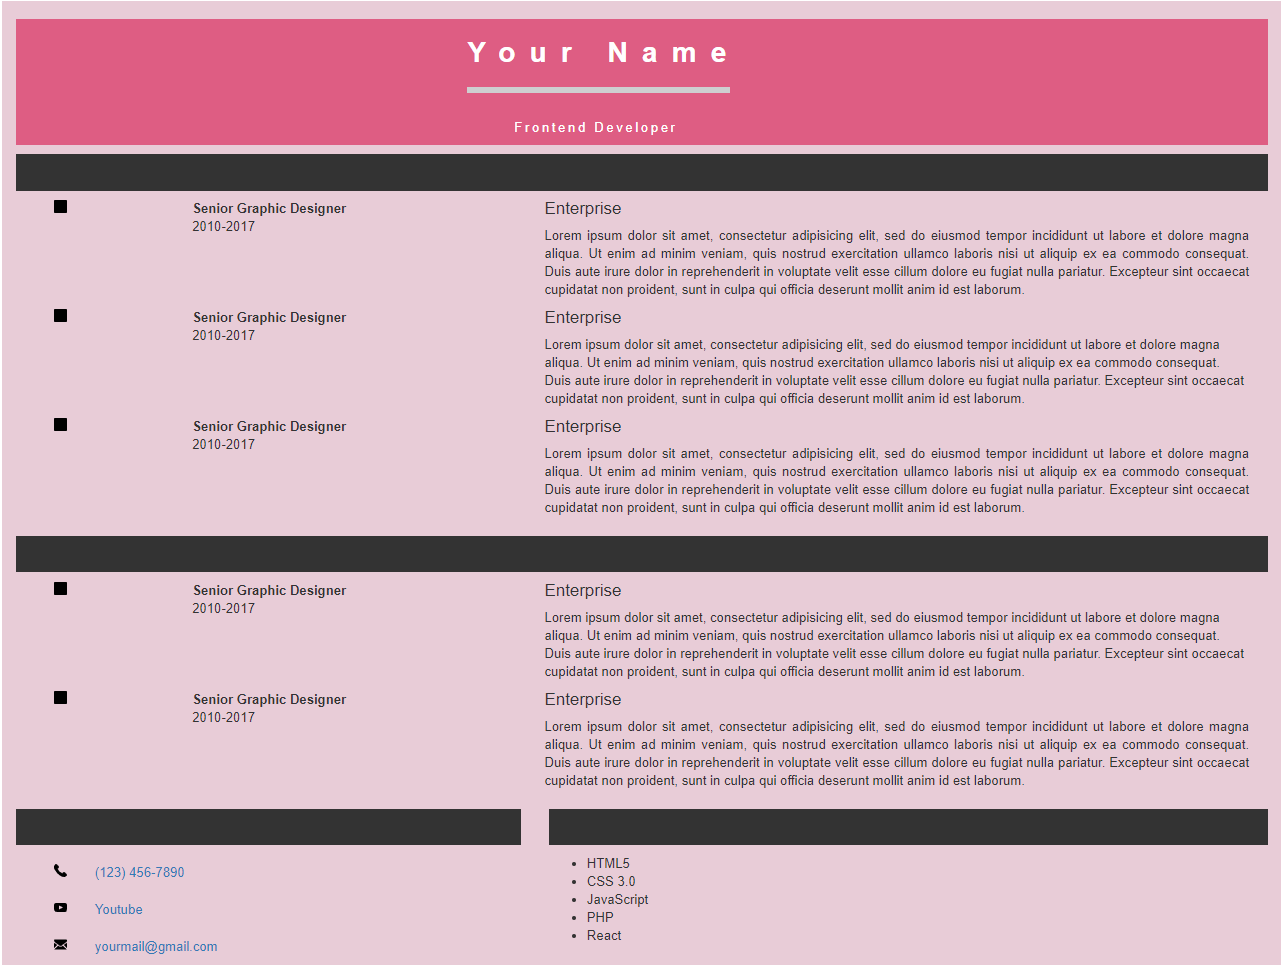 Your Name
Frontend Developer
Senior Graphic Designer
2010-2017
Enterprise
Lorem ipsum dolor sit amet, consectetur adipisicing elit, sed do eiusmod tempor incididunt ut labore et dolore magna
aliqua. Ut enim ad minim veniam, quis nostrud exercitation ullamco laboris nisi ut aliquip ex ea commodo consequat.
Duis aute irure dolor in reprehenderit in voluptate velit esse cillum dolore eu fugiat nulla pariatur. Excepteur sint occaecat
cupidatat non proident, sunt in culpa qui officia deserunt mollit anim id est laborum.
Senior Graphic Designer
2010-2017
Enterprise
Lorem ipsum dolor sit amet, consectetur adipisicing elit, sed do eiusmod tempor incididunt ut labore et dolore magna
aliqua. Ut enim ad minim veniam, quis nostrud exercitation ullamco laboris nisi ut aliquip ex ea commodo consequat.
Duis aute irure dolor in reprehenderit in voluptate velit esse cillum dolore eu fugiat nulla pariatur. Excepteur sint occaecat
cupidatat non proident, sunt in culpa qui officia deserunt mollit anim id est laborum.
Senior Graphic Designer
2010-2017
Enterprise
Lorem ipsum dolor sit amet, consectetur adipisicing elit, sed do eiusmod tempor incididunt ut labore et dolore magna
aliqua. Ut enim ad minim veniam, quis nostrud exercitation ullamco laboris nisi ut aliquip ex ea commodo consequat.
Duis aute irure dolor in reprehenderit in voluptate velit esse cillum dolore eu fugiat nulla pariatur. Excepteur sint occaecat
cupidatat non proident, sunt in culpa qui officia deserunt mollit anim id est laborum.
Senior Graphic Designer
2010-2017
Enterprise
Lorem ipsum dolor sit amet, consectetur adipisicing elit, sed do eiusmod tempor incididunt ut labore et dolore magna
aliqua. Ut enim ad minim veniam, quis nostrud exercitation ullamco laboris nisi ut aliquip ex ea commodo consequat.
Duis aute irure dolor in reprehenderit in voluptate velit esse cillum dolore eu fugiat nulla pariatur. Excepteur sint occaecat
cupidatat non proident, sunt in culpa qui officia deserunt mollit anim id est laborum.
Senior Graphic Designer
2010-2017
Enterprise
Lorem ipsum dolor sit amet, consectetur adipisicing elit, sed do eiusmod tempor incididunt ut labore et dolore magna
aliqua. Ut enim ad minim veniam, quis nostrud exercitation ullamco laboris nisi ut aliquip ex ea commodo consequat.
Duis aute irure dolor in reprehenderit in voluptate velit esse cillum dolore eu fugiat nulla pariatur. Excepteur sint occaecat
cupidatat non proident, sunt in culpa qui officia deserunt mollit anim id est laborum.
(123) 456-7890
Youtube
yourmail@gmail.com
HTML5
CSS 3.0
JavaScript
PHP
React